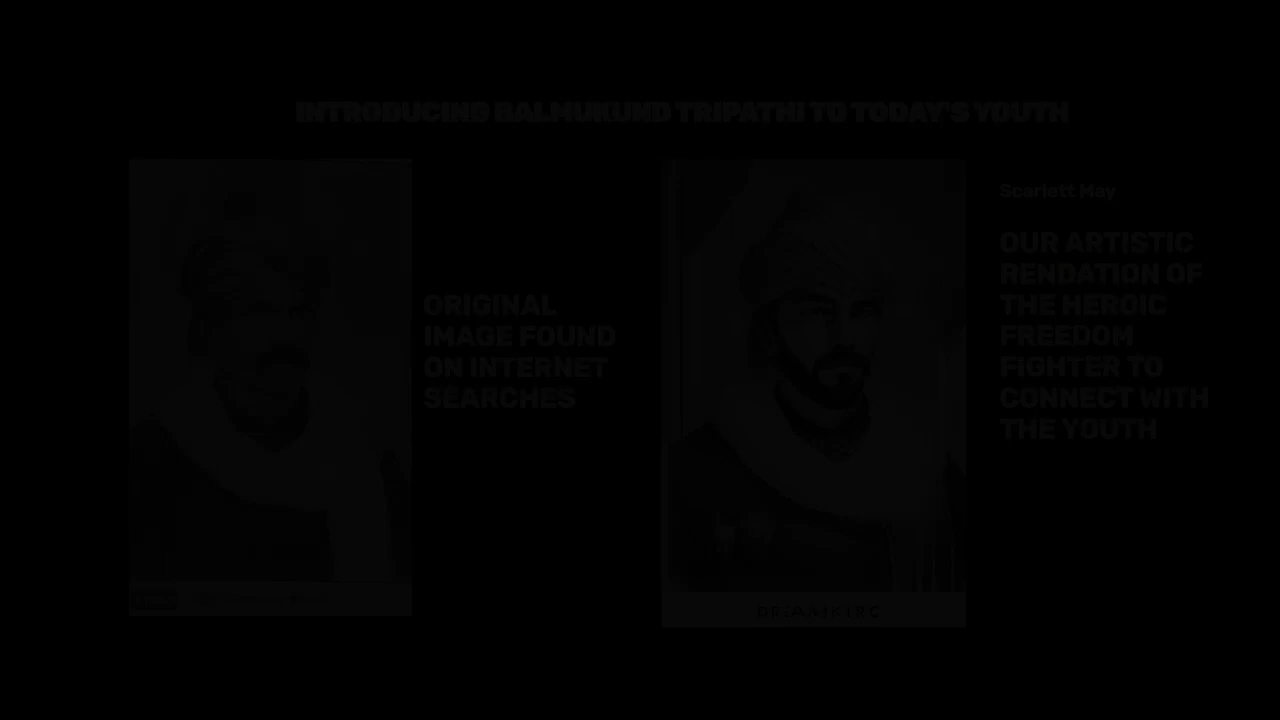 INTRODUCING BALMUKUND TRIPATHI TO TODAY'S YOUTH
ORIGINAL
IMAGE FOUND
ON INTERNET
SEARCHES
Scarlett May
OUR ARTISTIC
RENDATION OF
THE HEROIC
FREEDOM
FIGHTER TO
CONNECT WITH
THE YOUTH